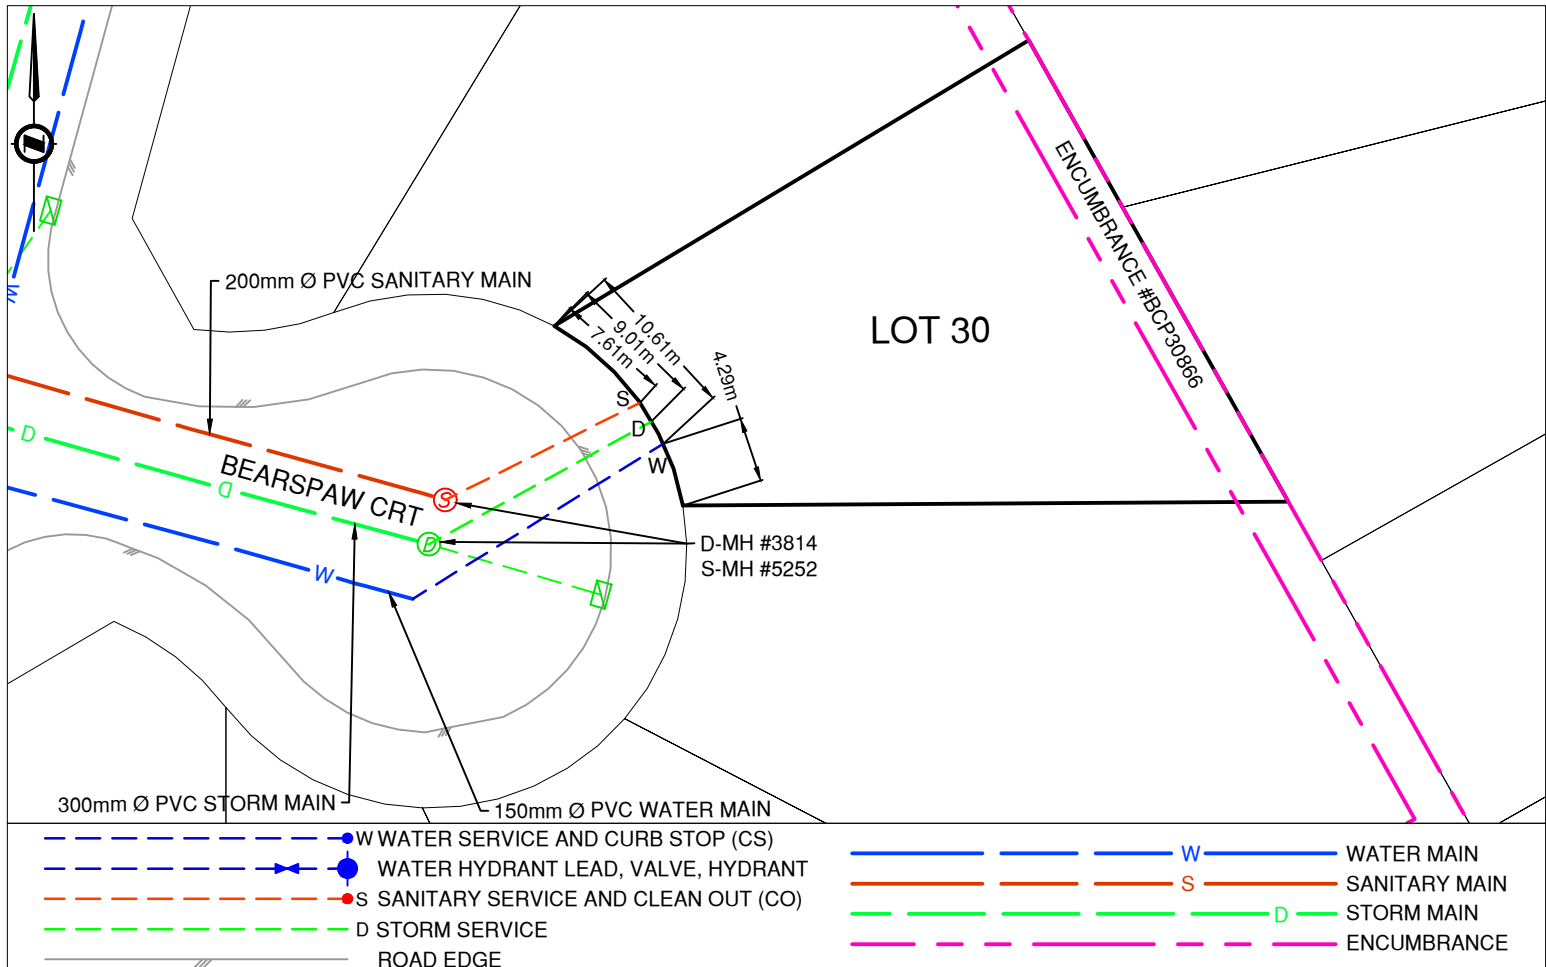 200mm Ø PVC SANITARY MAIN
10.61m
9.01m
7.61m
4.29m
LOT 30
ENCUMBRANCE #BCP30866
S
D
W
W
D
D
BEARSPAW CRT
S
D
W
D-MH #3814
S-MH #5252
300mm Ø PVC STORM MAIN
150mm Ø PVC WATER MAIN
W WATER SERVICE AND CURB STOP (CS)
WATER HYDRANT LEAD, VALVE, HYDRANT
S SANITARY SERVICE AND CLEAN OUT (CO)
D STORM SERVICE
ROAD EDGE
W WATER MAIN
S SANITARY MAIN
D STORM MAIN
ENCUMBRANCE